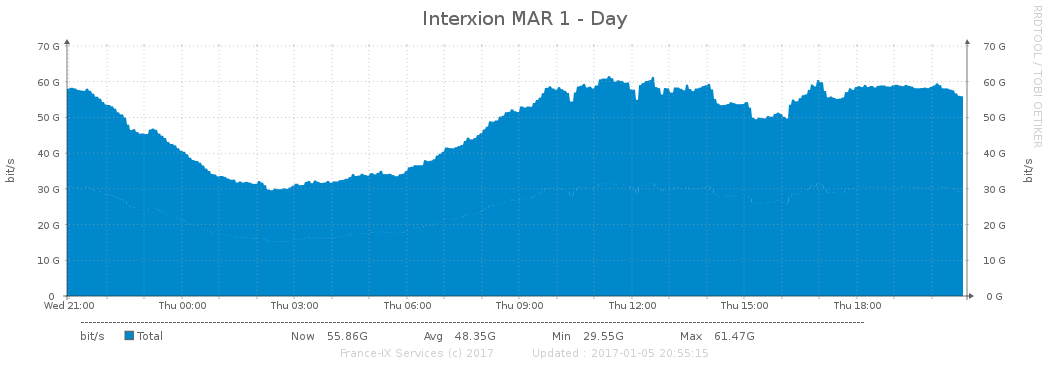 Interxion MAR 1 - Day
RRDTOOL / TOBI OETIKER
bit/s
70 G 70 G
60 G 60 G
50 G 50 G
40 G 40 G
30 G 30 G
20 G 20 G
10 G 10 G
0 0 G
bit/s
Wed 21:00 Thu 00:00 Thu 03:00 Thu 06:00 Thu 09:00 Thu 12:00 Thu 15:00 Thu 18:00
bit/s Total Now 55.86G Avg 48.35G Min 29.55G Max 61.47G
France-IX Services (c) 2017 Updated : 2017-01-05 20:55:15